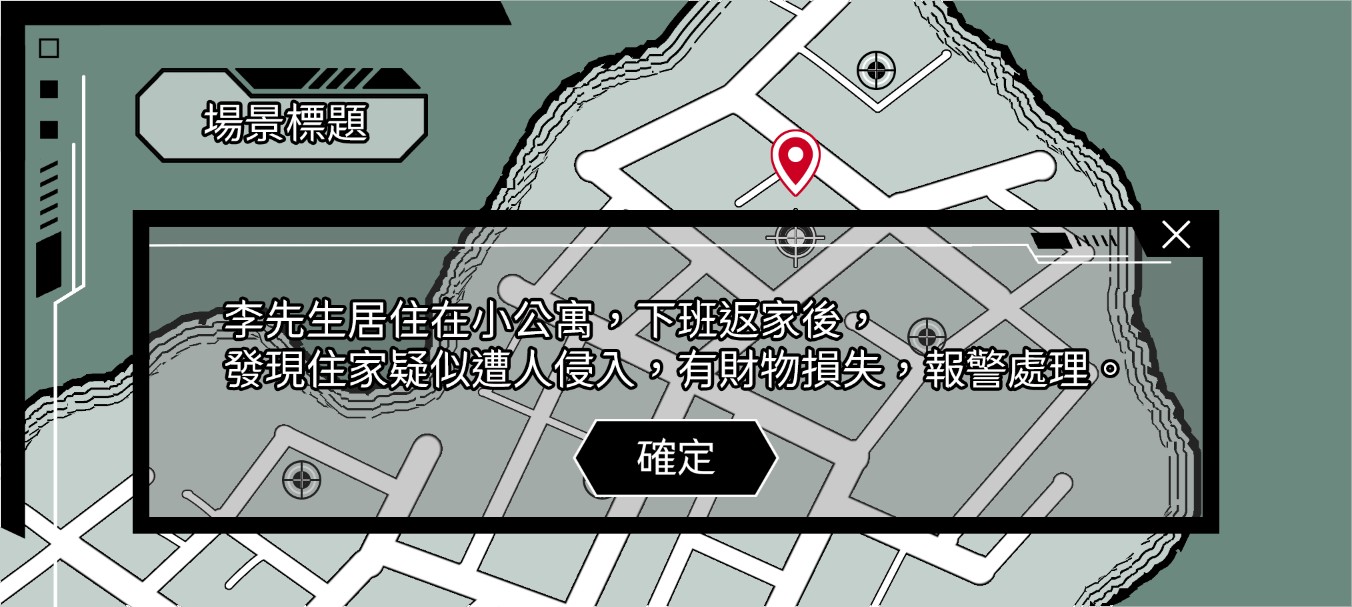 場景標題
李先生居住在小公寓，下班返家後，
發現住家疑似遭人侵入，有財物損失，報警處理。
確定